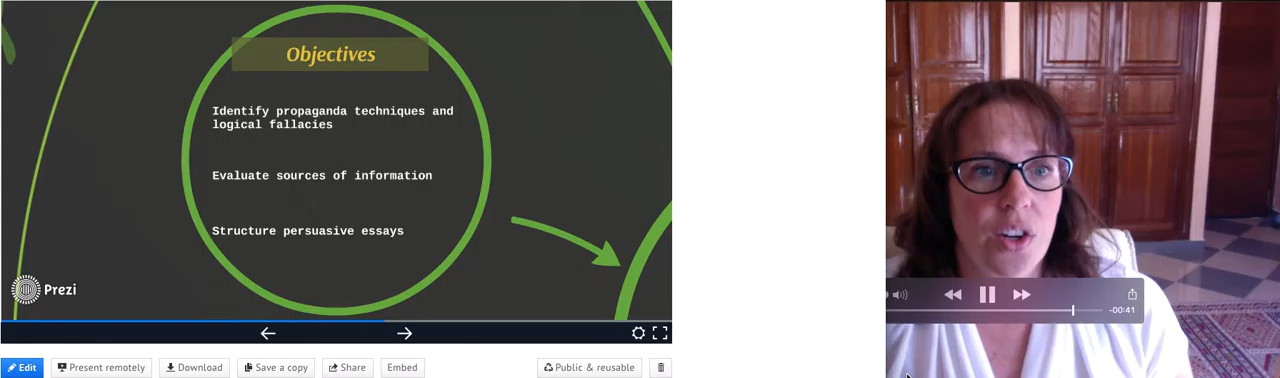 Objectives
Identify propaganda techniques and
logical fallacies
Evaluate sources of information
Structure persuasive essays
Prezi
-00:41
Edit
Present remotely
Download
Save a copy
Share
Embed
Public & reusable